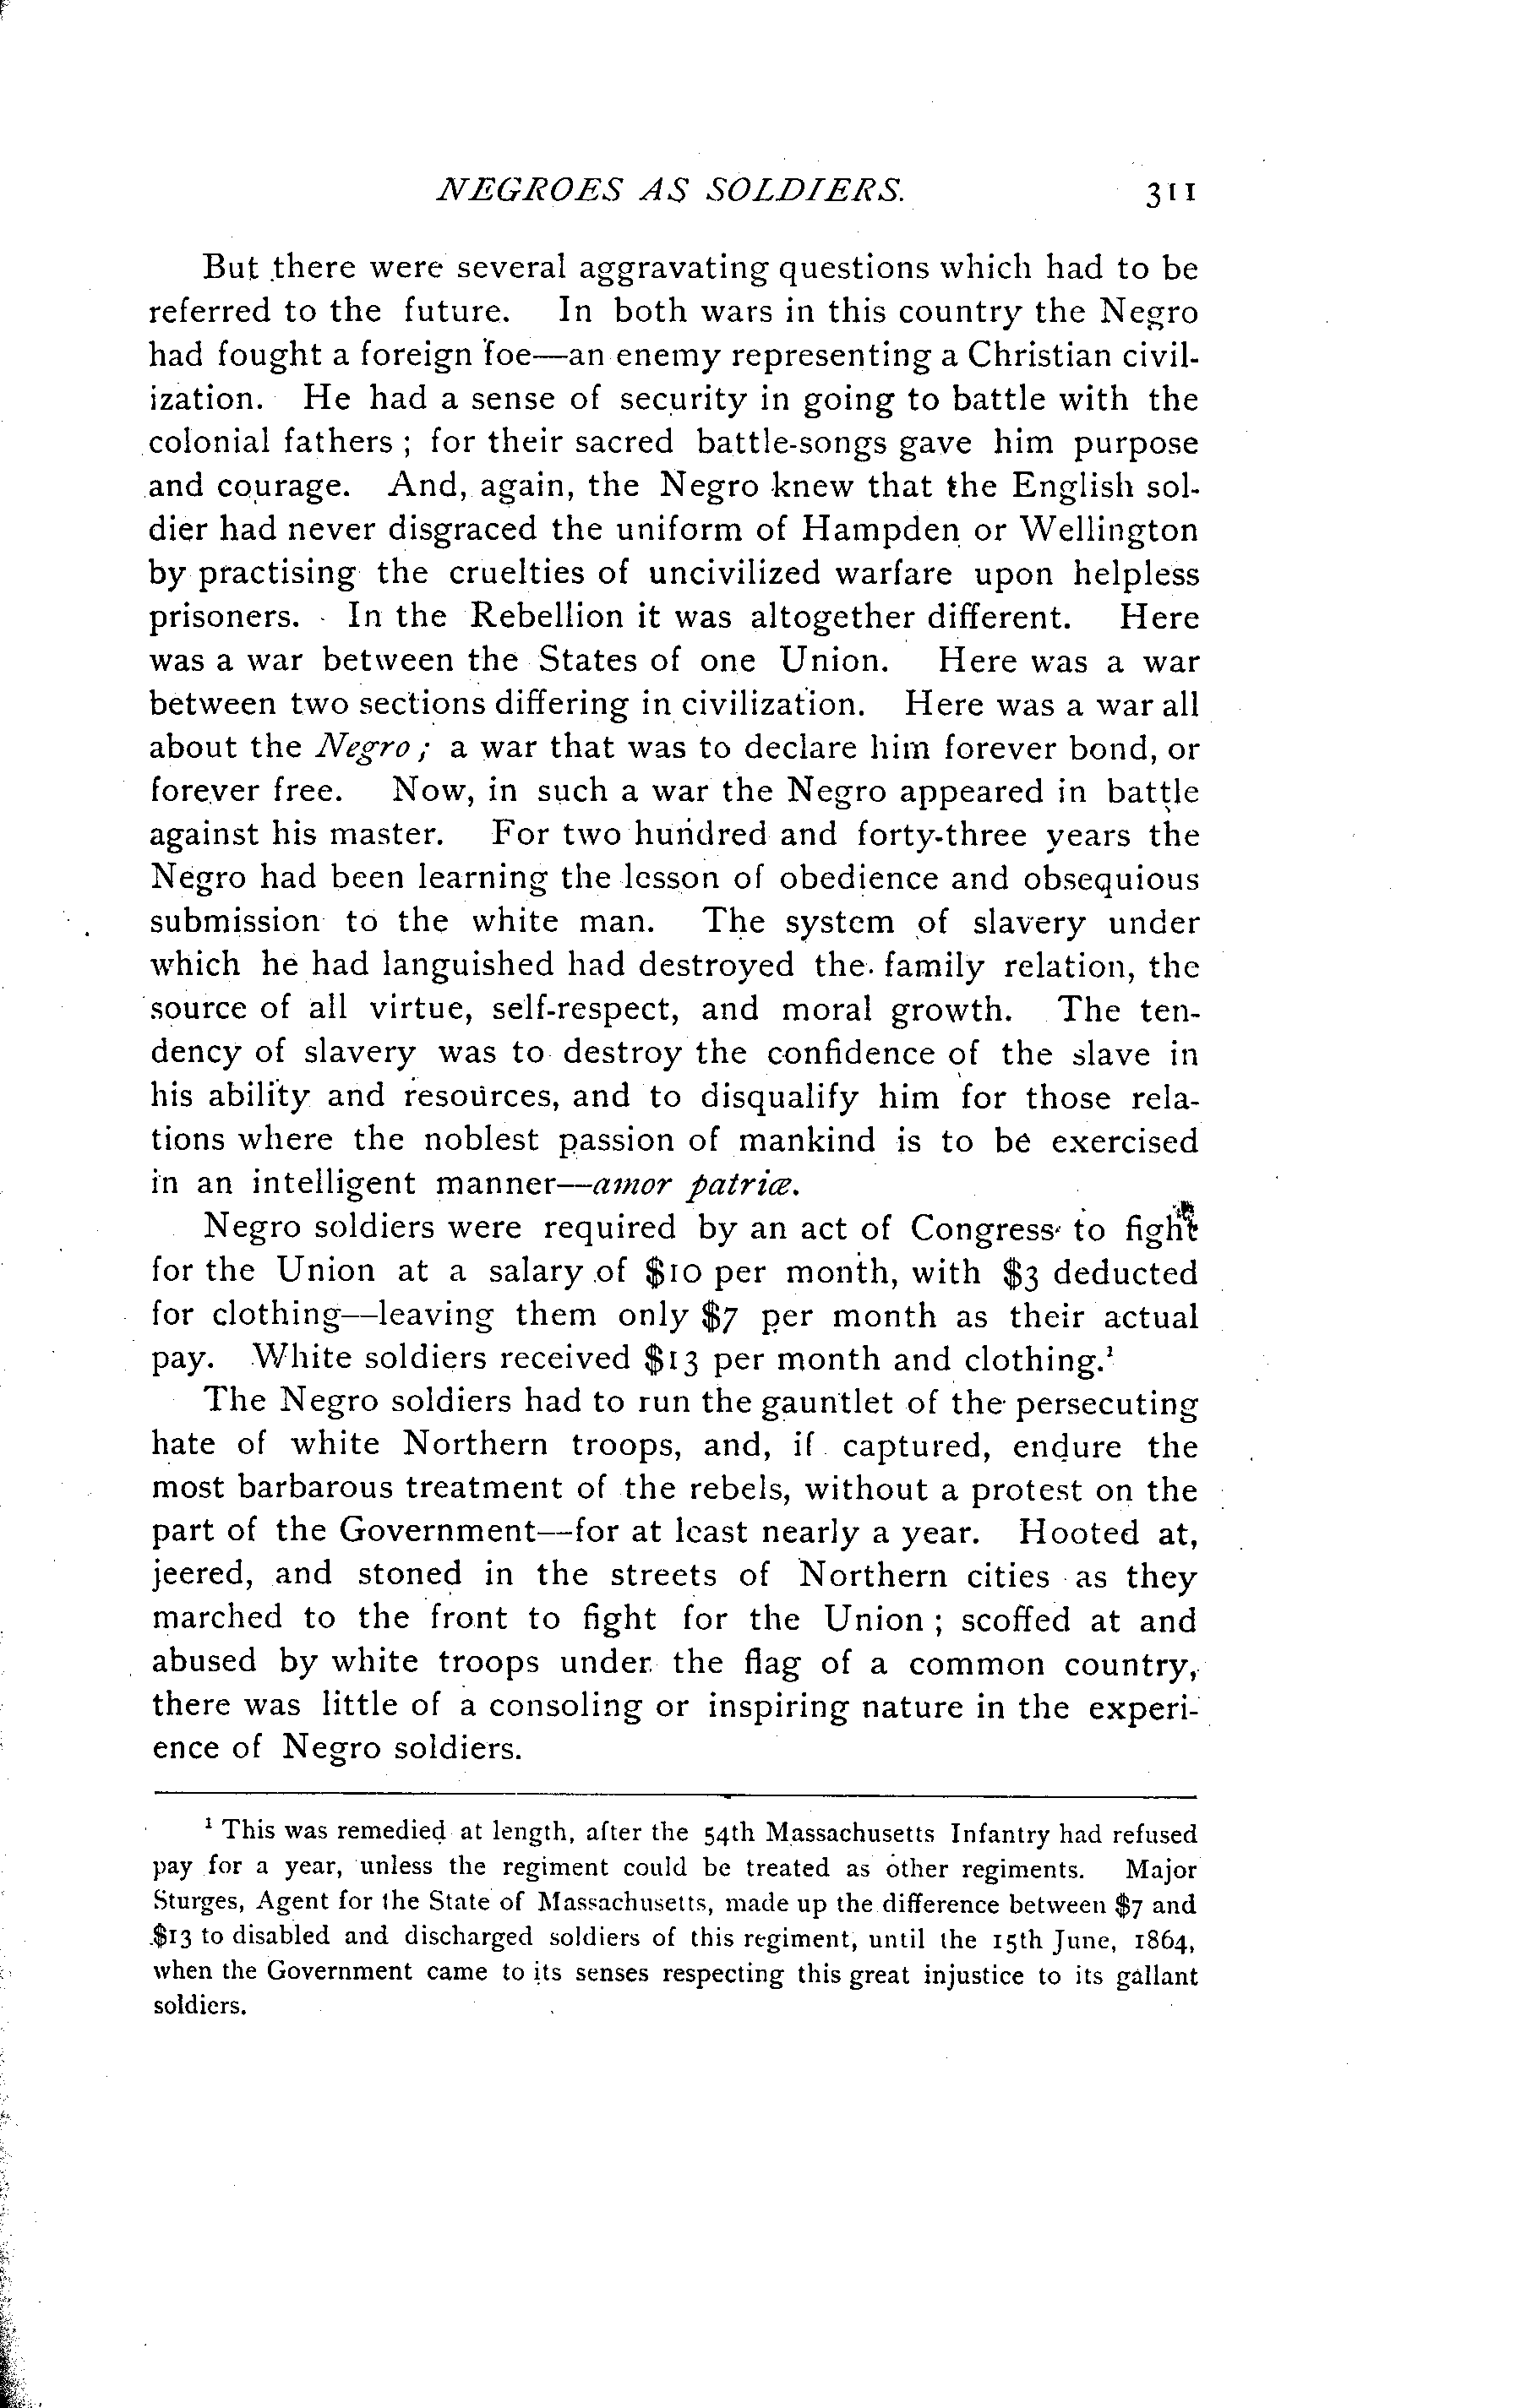 NEGROES AS SOLDIERS. 311
But there were several aggravating questions which had to be
referred to the future. In both wars in this country the Negro
had fought a foreign foe—an enemy representing a Christian civil-
ization. He had a sense of security in going to battle with the
colonial fathers ; for their sacred battle-songs gave him purpose
and courage. And, again, the Negro knew that the English sol-
dier had never disgraced the uniform of Hampden or Wellington
by practising the cruelties of uncivilized warfare upon helpless
prisoners. In the Rebellion it was altogether different. Here
was a war between the States of one Union. Here was a war
between two sections differing in civilization. Here was a war all
about the Negro ; a war that was to declare him forever bond, or
forever free. Now, in such a war the Negro appeared in battle
against his master. For two hundred and forty-three years the
Negro had been learning the lesson of obedience and obsequious
submission to the white man. The system of slavery under
which he had languished had destroyed the family relation, the
source of all virtue, self-respect, and moral growth. The ten-
dency of slavery was to destroy the confidence of the slave in
his ability and resources, and to disqualify him for those rela-
tions where the noblest passion of mankind is to be exercised
in an intelligent manner—amor patriæ.
Negro soldiers were required by an act of Congress to fight
for the Union at a salary of $10 per month, with $3 deducted
for clothing—leaving them only $7 per month as their actual
pay. White soldiers received $13 per month and clothing.¹
The Negro soldiers had to run the gauntlet of the persecuting
hate of white Northern troops, and, if captured, endure the
most barbarous treatment of the rebels, without a protest on the
part of the Government—for at least nearly a year. Hooted at,
jeered, and stoned in the streets of Northern cities as they
marched to the front to fight for the Union ; scoffed at and
abused by white troops under the flag of a common country,
there was little of a consoling or inspiring nature in the experi-
ence of Negro soldiers.
¹ This was remedied at length, after the 54th Massachusetts Infantry had refused
pay for a year, unless the regiment could be treated as other regiments. Major
Sturges, Agent for the State of Massachusetts, made up the difference between $7 and
$13 to disabled and discharged soldiers of this regiment, until the 15th June, 1864,
when the Government came to its senses respecting this great injustice to its gallant
soldiers.